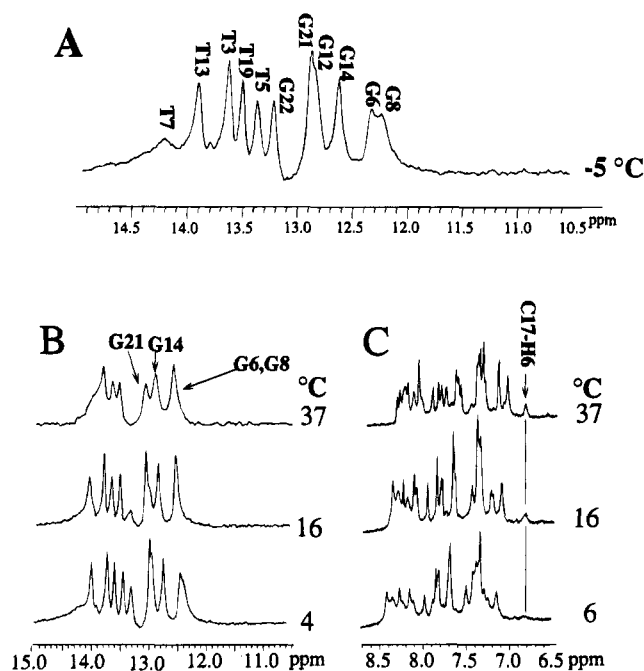 A
T7
T13
T3
T19
T5
G22
G21
G12
G14
G6
G8
-5 °C
14.5 14.0 13.5 13.0 12.5 12.0 11.5 11.0 10.5 ppm
B
G21 G14
G6,G8
°C
37
16
4
15.0 14.0 13.0 12.0 11.0 ppm
C
C17-H6
°C
37
16
6
8.5 8.0 7.5 7.0 6.5
ppm